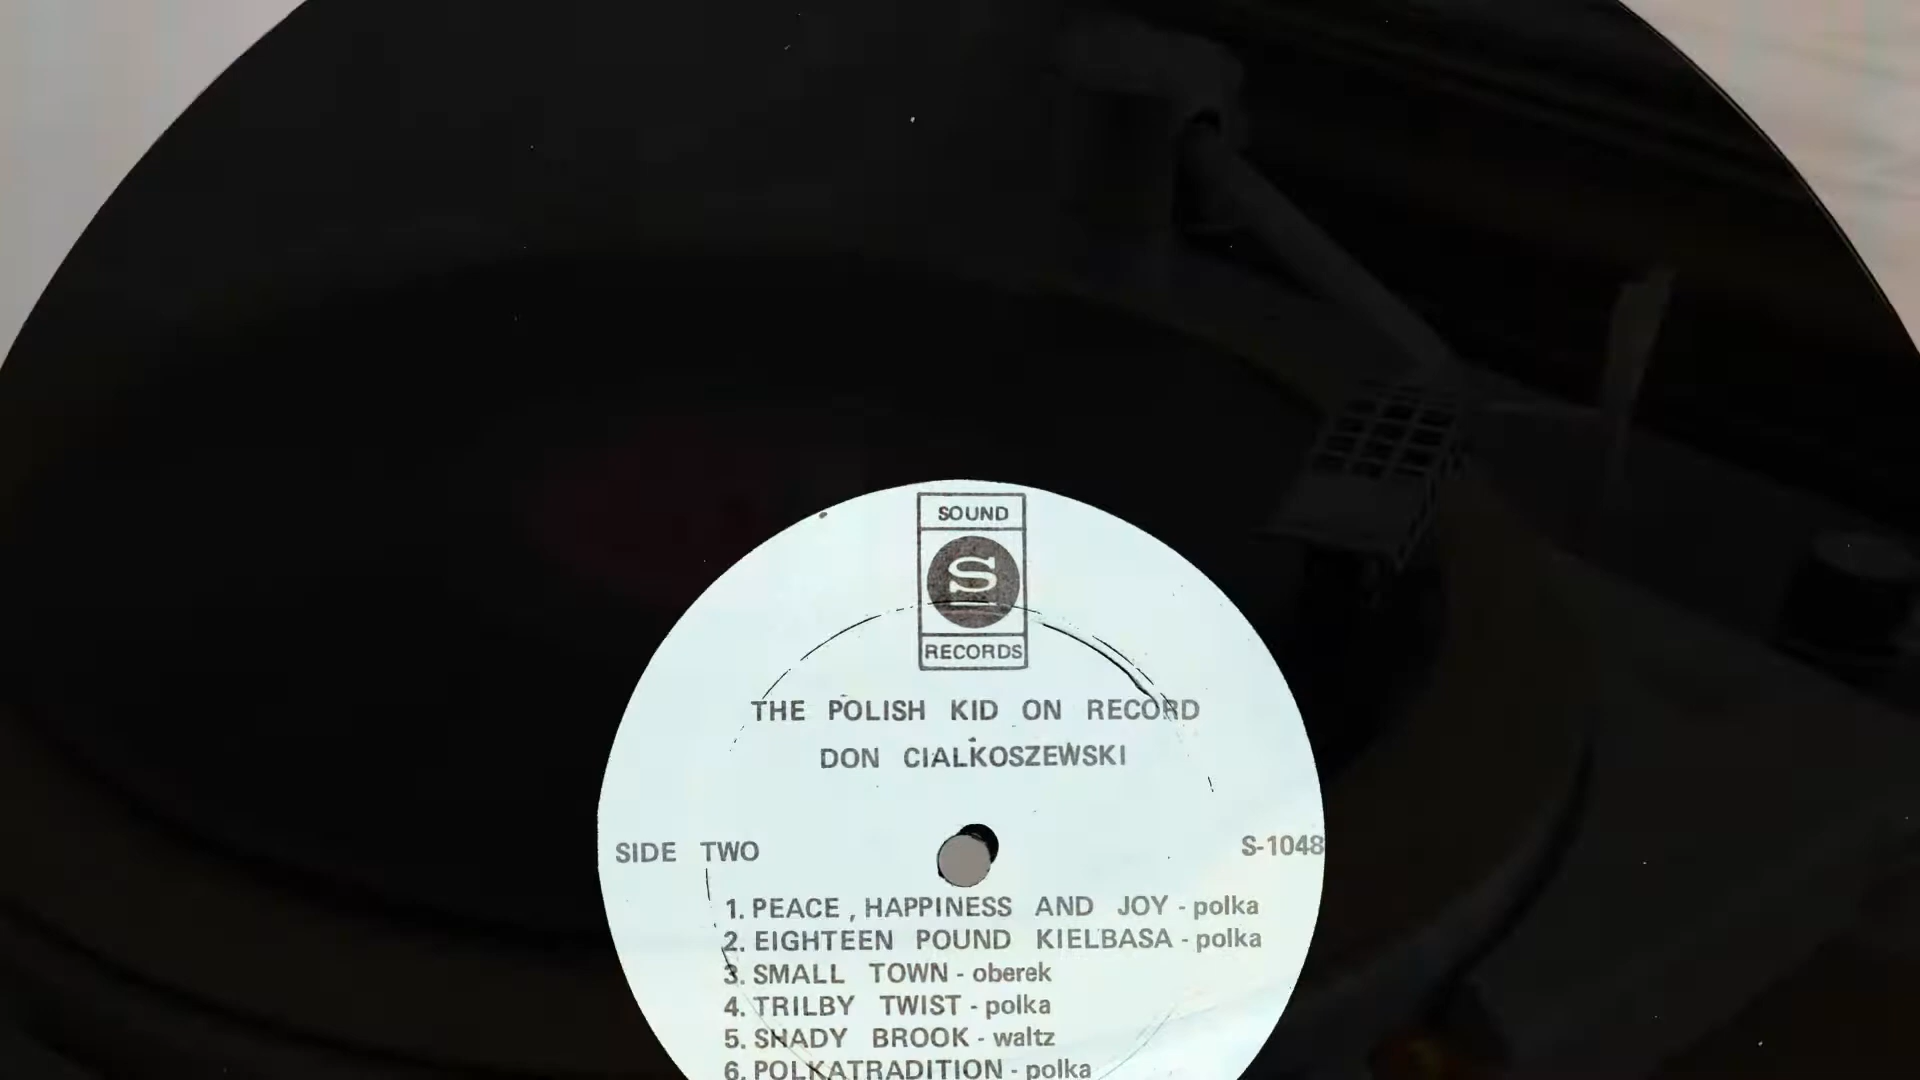 SOUND
S
RECORDS
THE POLISH KID ON RECORD
DON CIALKOSZEWSKI
SIDE TWO
S-1048
1. PEACE , HAPPINESS AND JOY - polka
2. EIGHTEEN POUND KIELBASA - polka
3. SMALL TOWN - oberek
4. TRILBY TWIST - polka
5. SHADY BROOK - waltz
6. POLKATRADITION - polka